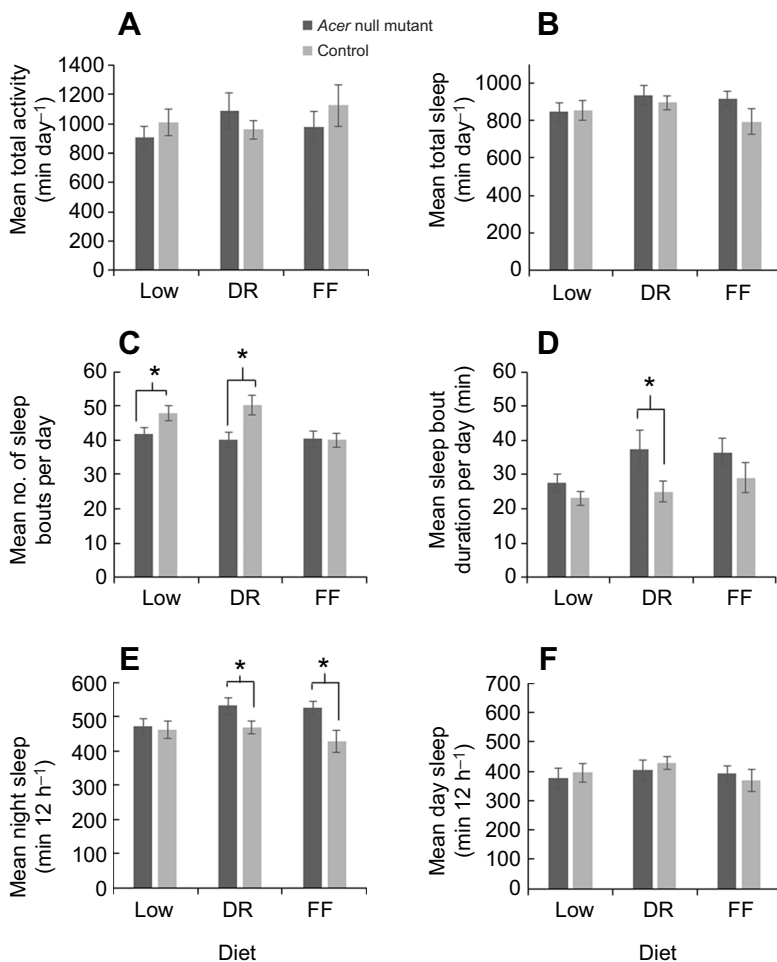 A
Acer null mutant
Control
Mean total activity
(min day–1)
1400
1200
1000
800
600
400
200
0
Low DR FF
B
Mean total sleep
(min day–1)
1000
800
600
400
200
0
Low DR FF
C
Mean no. of sleep
bouts per day
60
50
40
30
20
10
0
*
*
Low DR FF
D
Mean sleep bout
duration per day (min)
60
50
40
30
20
10
0
*
Low DR FF
E
Mean night sleep
(min 12 h–1)
600
500
400
300
200
100
0
*
*
Low DR FF
Diet
F
Mean day sleep
(min 12 h–1)
700
600
500
400
300
200
100
0
Low DR FF
Diet